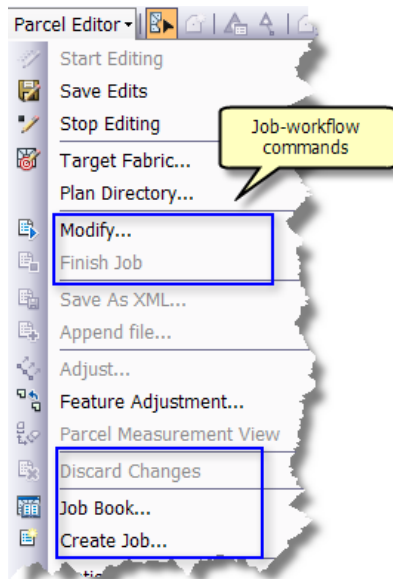 Parcel Editor
Start Editing
Save Edits
Stop Editing
Job-workflow
commands
Target Fabric...
Plan Directory...
Modify...
Finish Job
Save As XML...
Append file...
Adjust...
Feature Adjustment...
Parcel Measurement View
Discard Changes
Job Book...
Create Job...